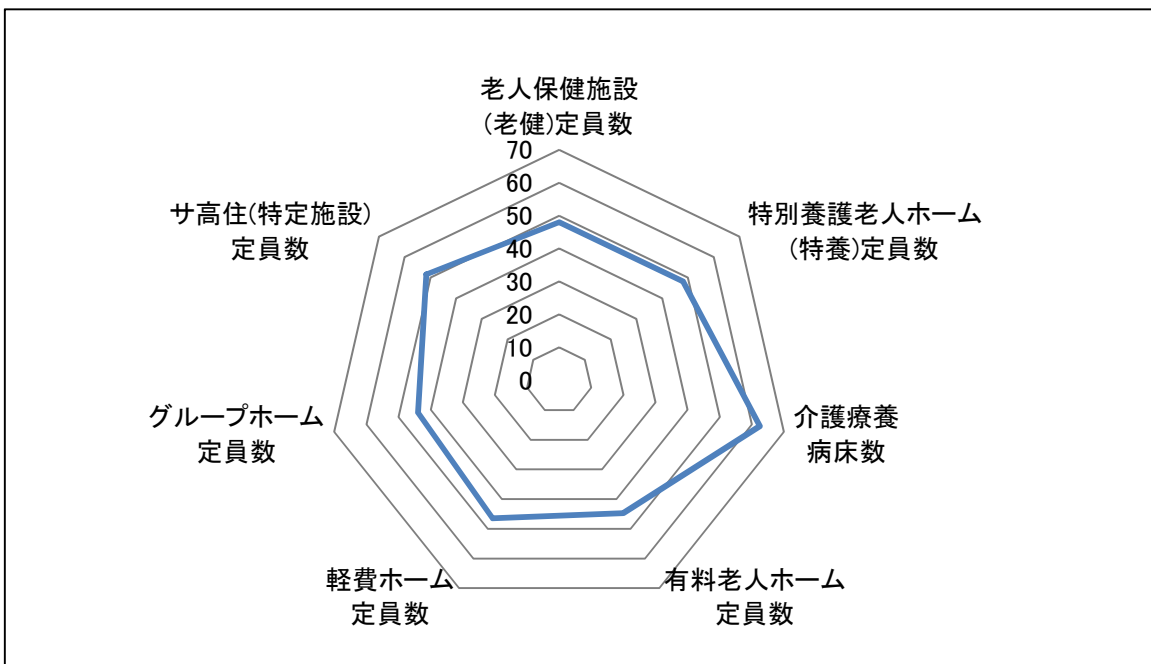 老人保健施設
(老健)定員数
70
60
50
40
30
20
10
0
特別養護老人ホーム
(特養)定員数
介護療養
病床数
有料老人ホーム
定員数
軽費ホーム
定員数
グループホーム
定員数
サ高住(特定施設)
定員数